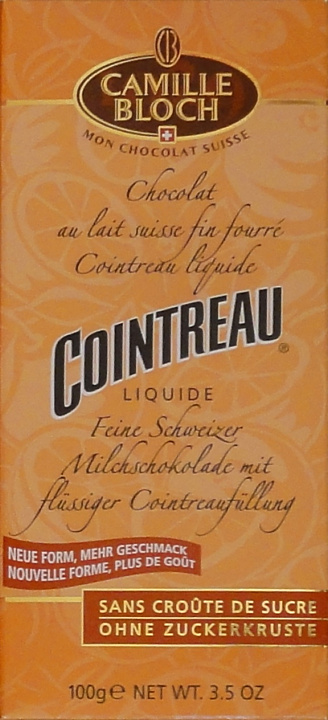 CB
CAMILLE
BLOCH
MON CHOCOLAT SUISSE
Chocolat
au lait suisse fin fourré
Cointreau liquide
COINTREAU®
LIQUIDE
Feine Schweizer
Milchschokolade mit
flüssiger Cointreaufüllung
NEUE FORM, MEHR GESCHMACK
NOUVELLE FORME, PLUS DE GOÛT
SANS CROÛTE DE SUCRE
OHNE ZUCKERKRUSTE
100g℮ NET WT. 3.5 OZ